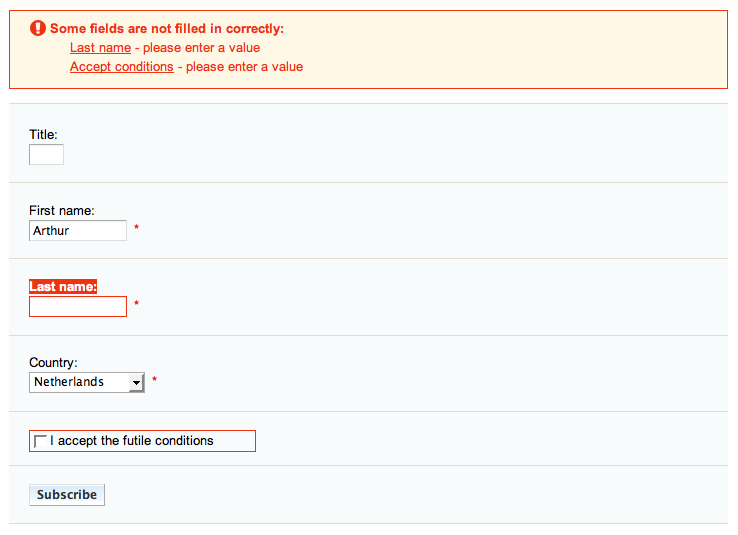 Some fields are not filled in correctly:
Last name - please enter a value
Accept conditions - please enter a value
Title:
First name:
Arthur *
Last name:
*
Country:
Netherlands *
I accept the futile conditions
Subscribe